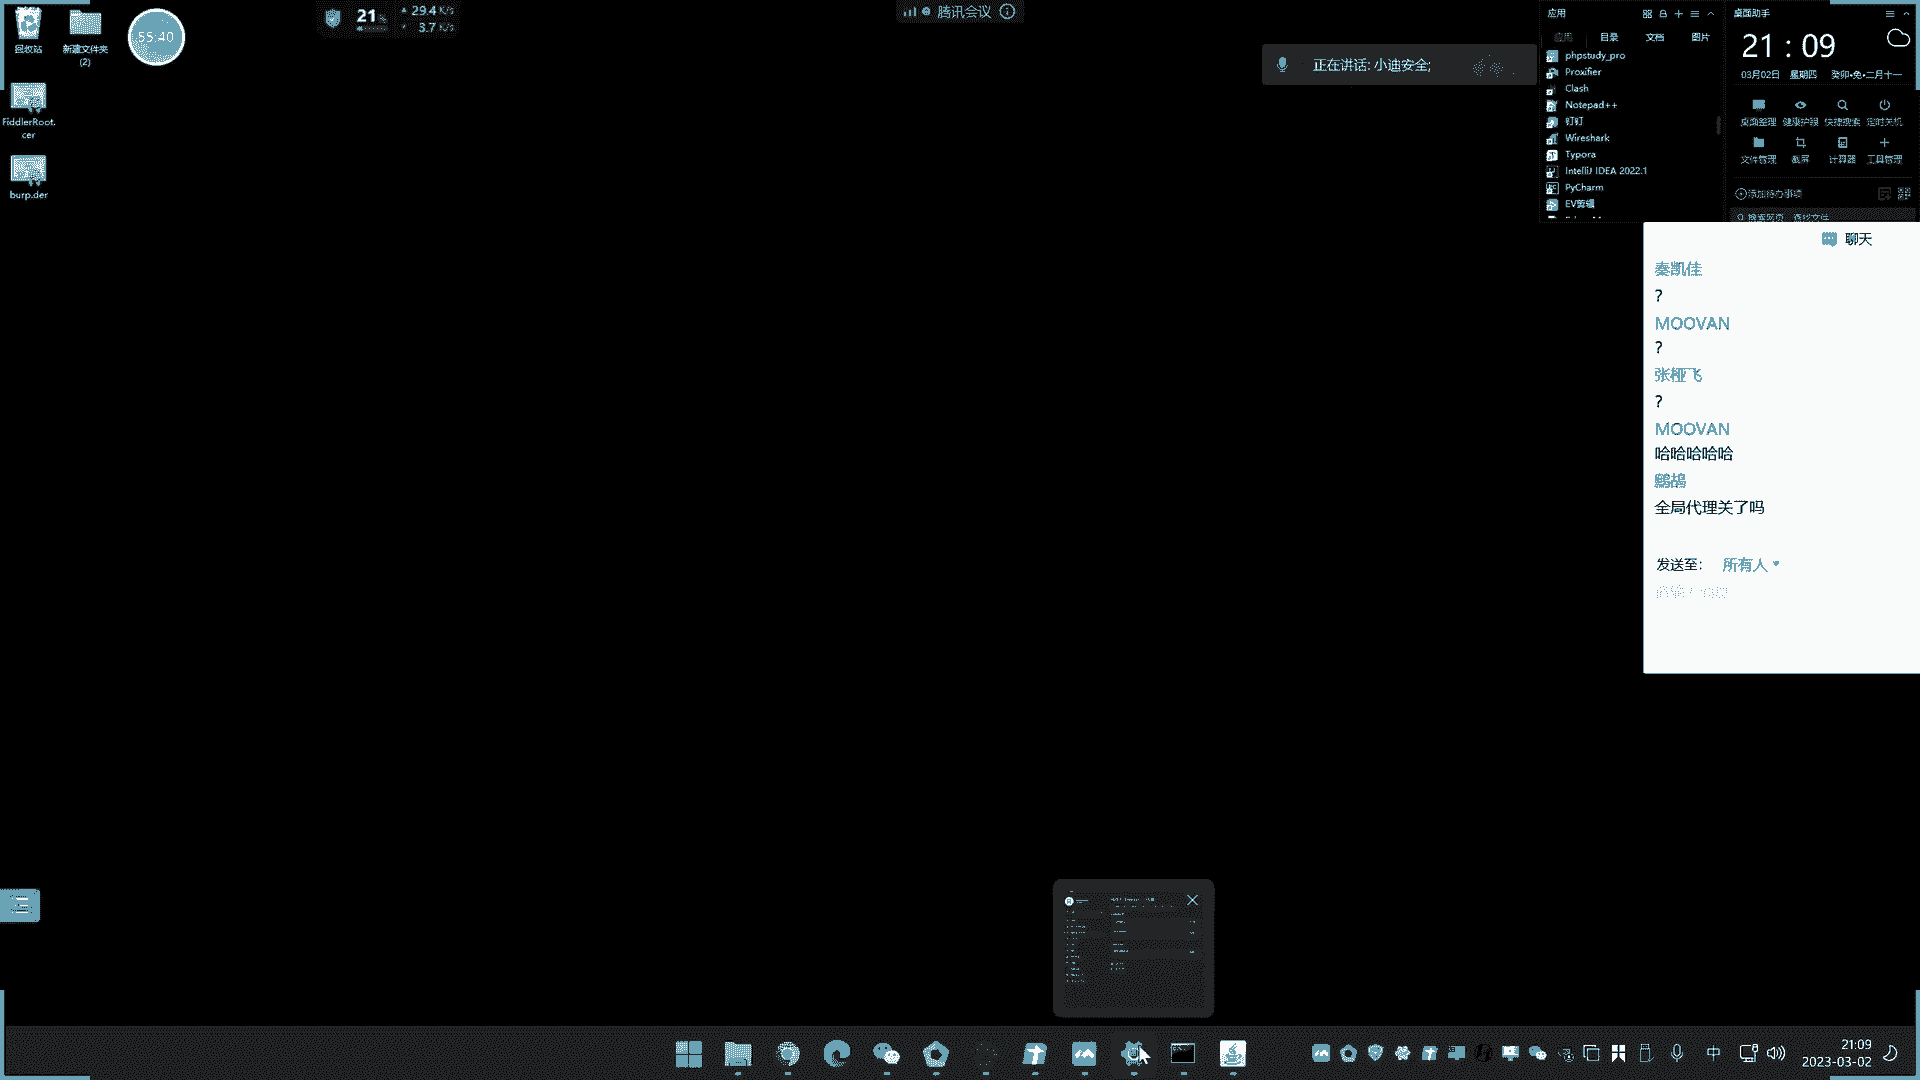 回收站
新建文件夹
(2)
55:40
FiddlerRoot.
cer
burp.der
21%
29.4 K/s
3.7 K/s
腾讯会议
正在讲话: 小迪安全;
应用
应用 目录 文档 图片
phpstudy_pro
Proxifier
Clash
Notepad++
钉钉
Wireshark
Typora
IntelliJ IDEA 2022.1
PyCharm
EV剪辑
桌面助手
21 : 09
03月02日 星期四 癸卯•兔•二月十一
桌面整理 健康护眼 快捷搜索 定时关机
文件管理 截屏 计算器 工具管理
添加待办事项
聊天
秦凯佳
?
MOOVAN
?
张桠飞
?
MOOVAN
哈哈哈哈哈
鹧鸪
全局代理关了吗
发送至: 所有人
中
21:09
2023-03-02